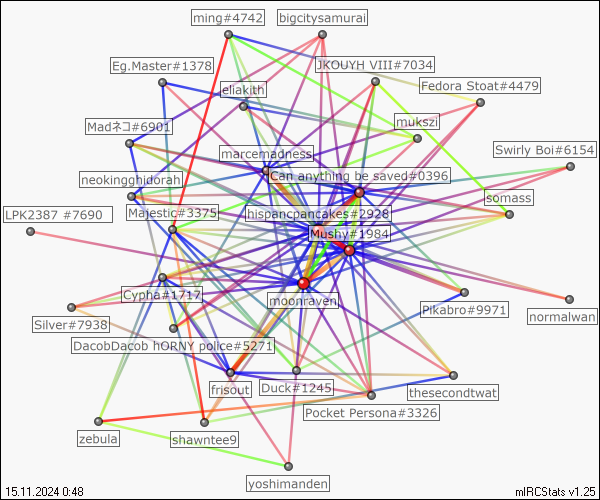 ming#4742
bigcitysamurai
Eg.Master#1378
JKOUYH VIII#7034
eliakith
Fedora Stoat#4479
Madネコ#6901
mukszi
marcemadness
Swirly Boi#6154
neokingghidorah
Can anything be saved#0396
somass
LPK2387 #7690
Majestic#3375
hispancpancakes#2928
Mushy#1984
Cypha#1717
moonraven
Pikabro#9971
normalwan
Silver#7938
DacobDacob hORNY police#5271
frisout
Duck#1245
thesecondtwat
Pocket Persona#3326
zebula
shawntee9
yoshimanden
15.11.2024 0:48
mIRCStats v1.25